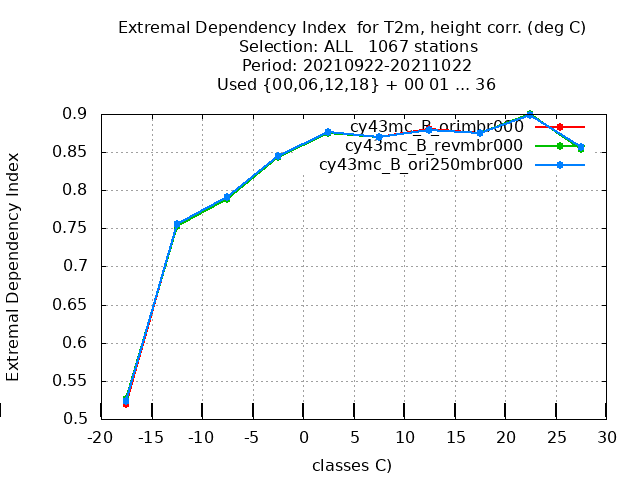 Extremal Dependency Index  for T2m, height corr. (deg C)
Selection: ALL   1067 stations
Period: 20210922-20211022
Used {00,06,12,18} + 00 01 ... 36
cy43mc_B_orimbr000
cy43mc_B_revmbr000
cy43mc_B_ori250mbr000
Extremal Dependency Index
0.9
0.85
0.8
0.75
0.7
0.65
0.6
0.55
0.5
-20 -15 -10 -5 0 5 10 15 20 25 30
classes C)